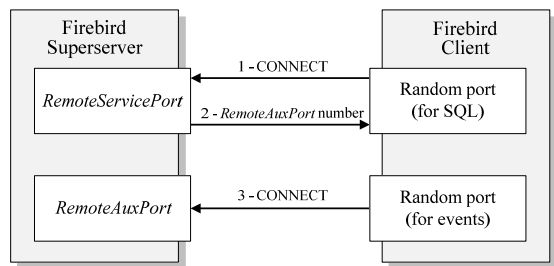 Firebird
Superserver
Firebird
Client
1 - CONNECT
RemoteServicePort
Random port
(for SQL)
2 - RemoteAuxPort number
3 - CONNECT
RemoteAuxPort
Random port
(for events)